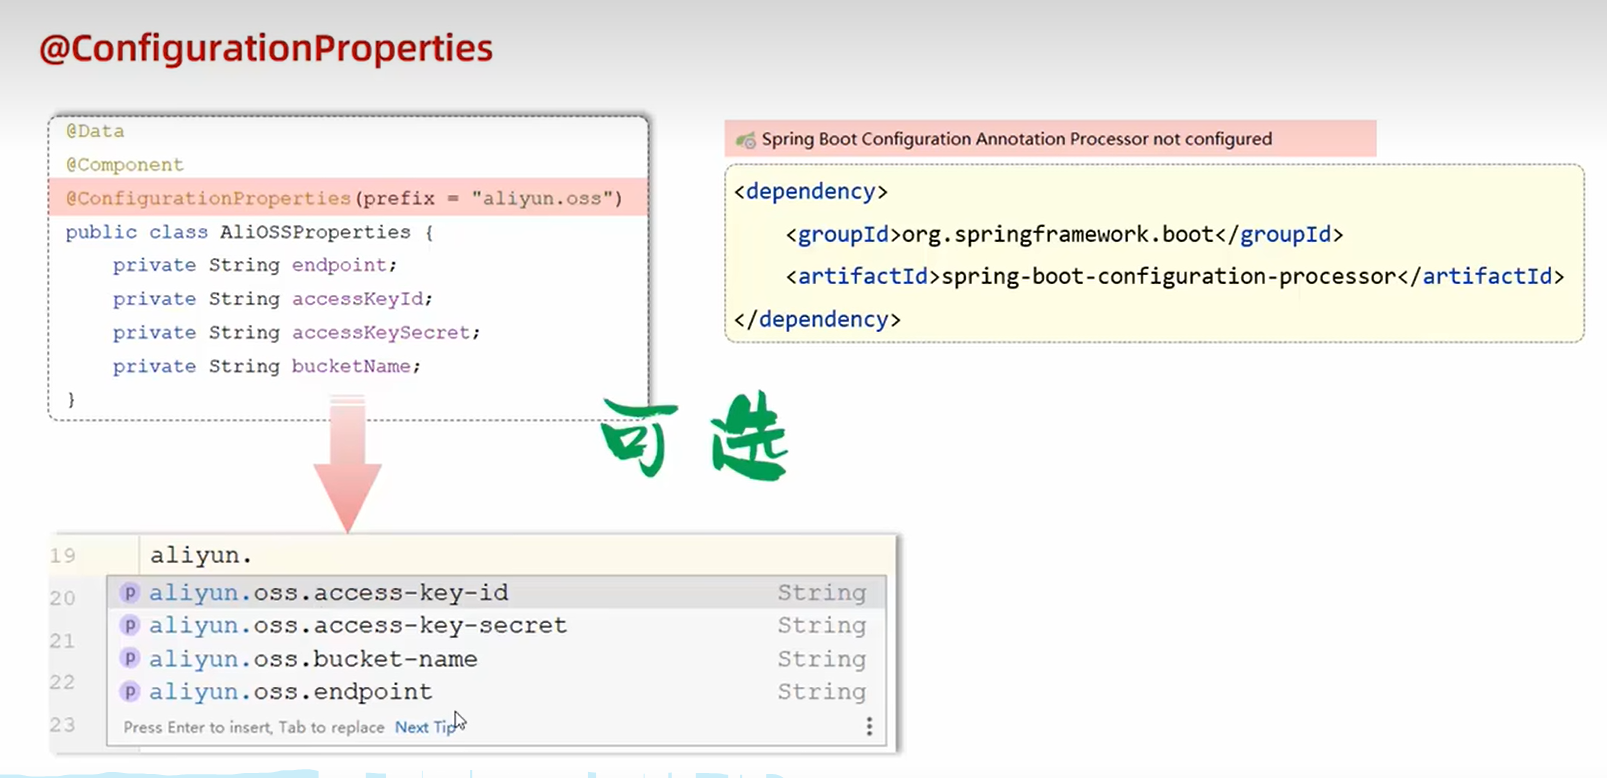 @ConfigurationProperties
@Data
@Component
@ConfigurationProperties(prefix = "aliyun.oss")
public class AliOSSProperties {
private String endpoint;
private String accessKeyId;
private String accessKeySecret;
private String bucketName;
}
Spring Boot Configuration Annotation Processor not configured
<dependency>
<groupId>org.springframework.boot</groupId>
<artifactId>spring-boot-configuration-processor</artifactId>
</dependency>
可选
19 aliyun.
20 p aliyun.oss.access-key-id String
21 p aliyun.oss.access-key-secret String
p aliyun.oss.bucket-name String
22 p aliyun.oss.endpoint String
23 Press Enter to insert, Tab to replace Next Tip